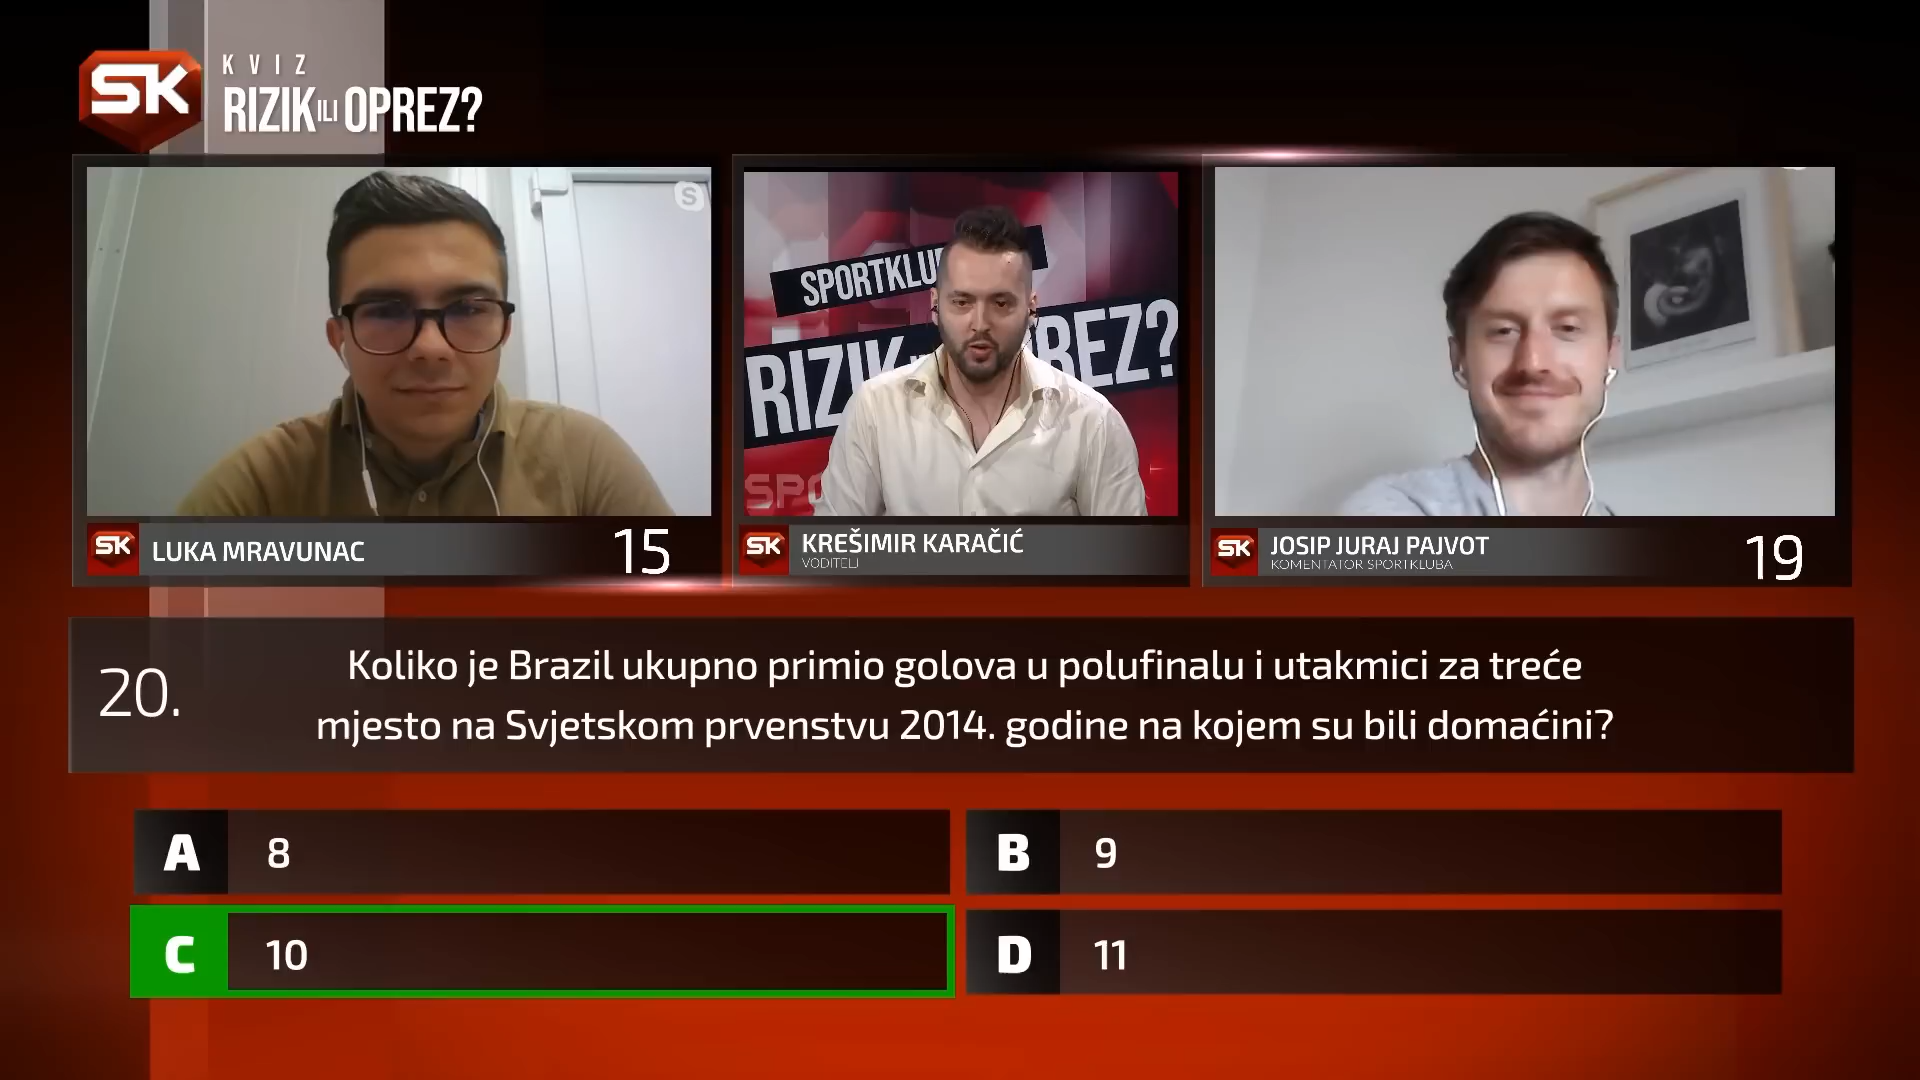 SK
KVIZ
RIZIK ILI OPREZ?
S
SPORTKLU
RIZIK
REZ?
SPO
SK
LUKA MRAVUNAC
15
SK
KREŠIMIR KARAČIĆ
VODITELJ
SK
JOSIP JURAJ PAJVOT
KOMENTATOR SPORTKLUBA
19
20.
Koliko je Brazil ukupno primio golova u polufinalu i utakmici za treće
mjesto na Svjetskom prvenstvu 2014. godine na kojem su bili domaćini?
A 8
B 9
C 10
D 11